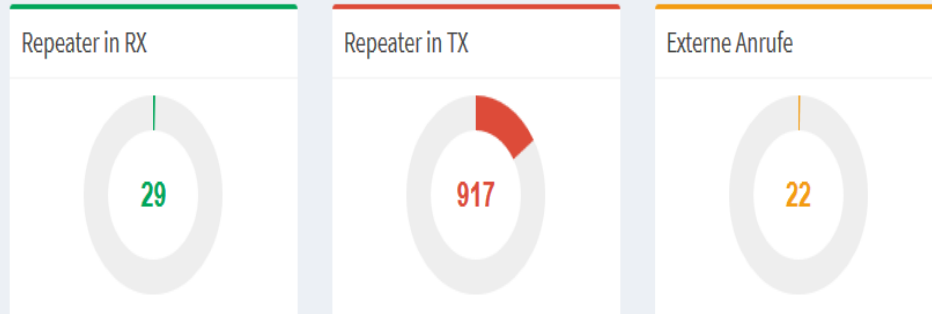 Repeater in RX
Repeater in TX
Externe Anrufe
29
917
22